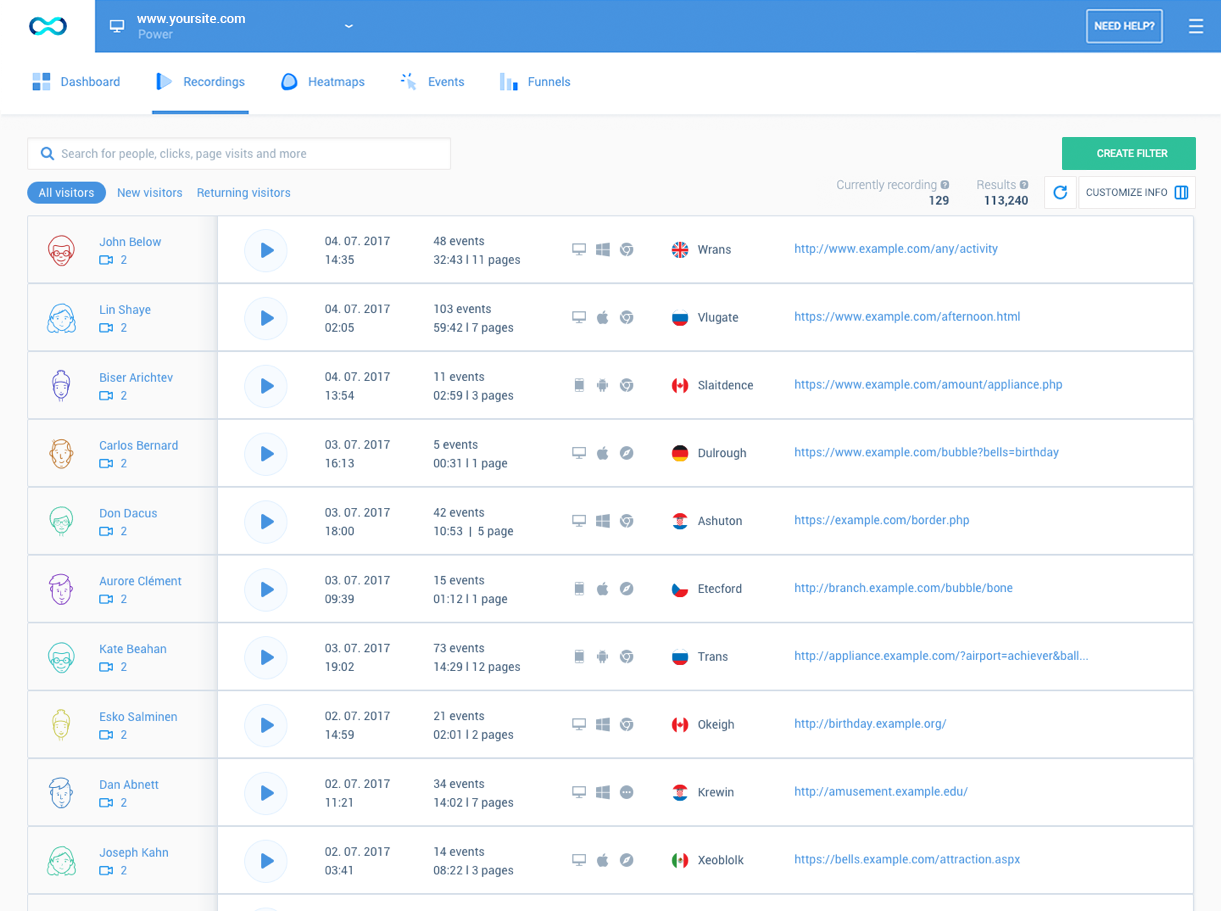 www.yoursite.com
Power
NEED HELP?
Dashboard
Recordings
Heatmaps
Events
Funnels
Search for people, clicks, page visits and more
CREATE FILTER
All visitors
New visitors
Returning visitors
Currently recording ?
129
Results ?
113,240
CUSTOMIZE INFO
John Below
2
04. 07. 2017
14:35
48 events
32:43 l 11 pages
Wrans
http://www.example.com/any/activity
Lin Shaye
2
04. 07. 2017
02:05
103 events
59:42 l 7 pages
Vlugate
https://www.example.com/afternoon.html
Biser Arichtev
2
04. 07. 2017
13:54
11 events
02:59 l 3 pages
Slaitdence
https://www.example.com/amount/appliance.php
Carlos Bernard
2
03. 07. 2017
16:13
5 events
00:31 l 1 page
Dulrough
https://www.example.com/bubble?bells=birthday
Don Dacus
2
03. 07. 2017
18:00
42 events
10:53 | 5 page
Ashuton
https://example.com/border.php
Aurore Clément
2
03. 07. 2017
09:39
15 events
01:12 l 1 page
Etecford
http://branch.example.com/bubble/bone
Kate Beahan
2
03. 07. 2017
19:02
73 events
14:29 l 12 pages
Trans
http://appliance.example.com/?airport=achiever&ball...
Esko Salminen
2
02. 07. 2017
14:59
21 events
02:01 l 2 pages
Okeigh
http://birthday.example.org/
Dan Abnett
2
02. 07. 2017
11:21
34 events
14:02 l 7 pages
Krewin
http://amusement.example.edu/
Joseph Kahn
2
02. 07. 2017
03:41
14 events
08:22 l 3 pages
Xeoblolk
https://bells.example.com/attraction.aspx